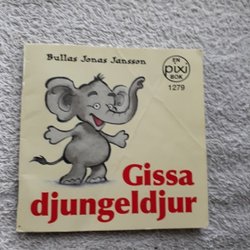 Bullas Jonas Jansson
EN
pixi
BOK
1279
Gissa
djungeldjur